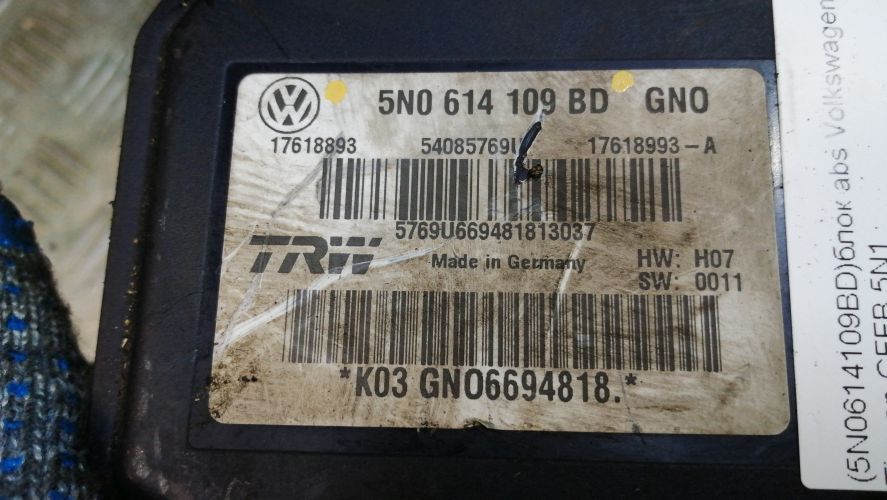 5N0 614 109 BD GNO
17618893 54085769U 17618993-A
5769U669481813037
TRW Made in Germany HW: H07
SW: 0011
*K03 GNO6694818.*
(5N0614109BD)блок abs Volkswagen
5N1